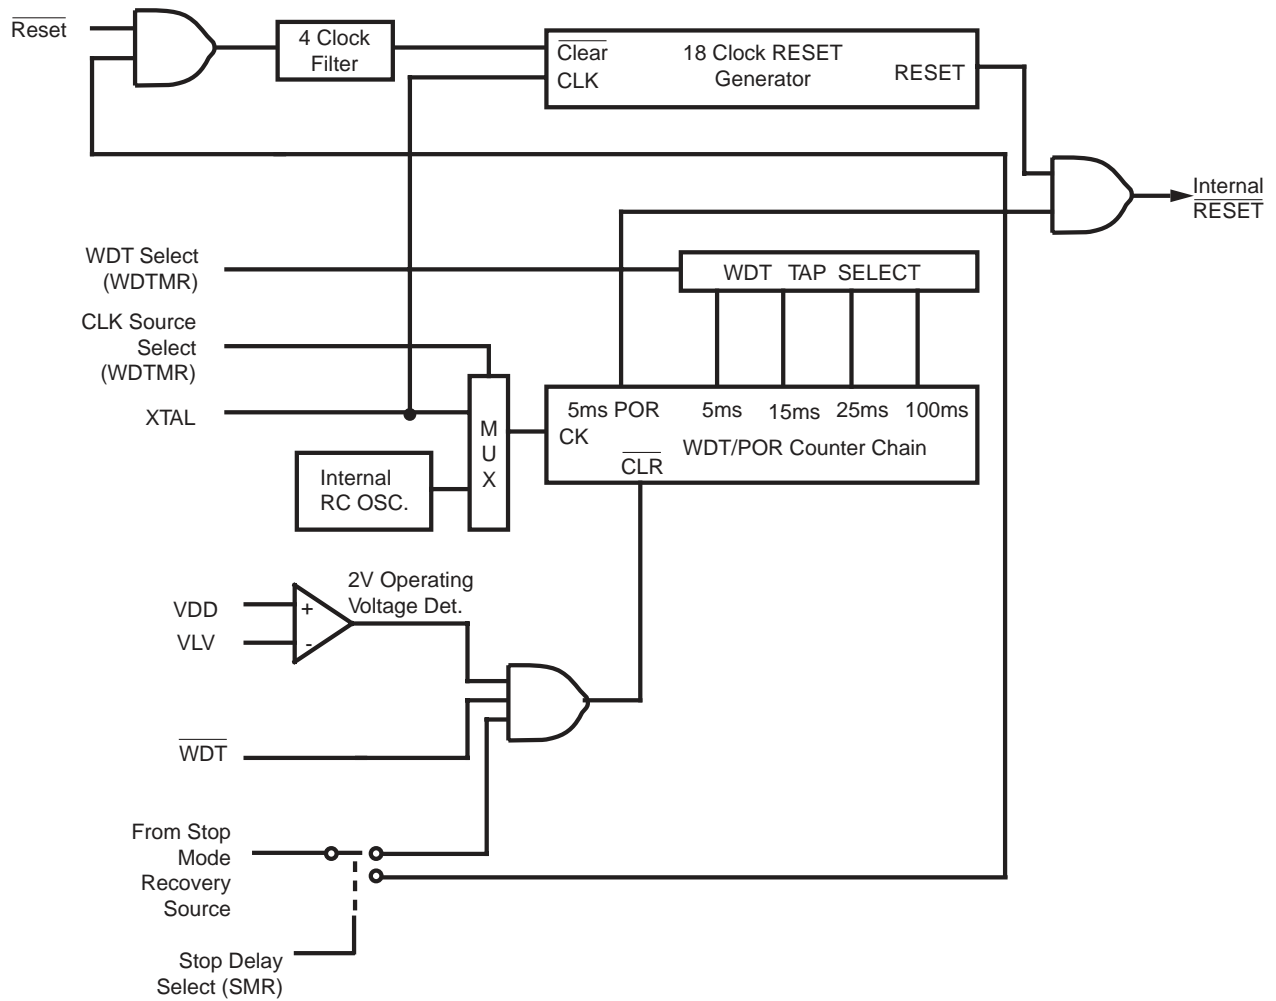 Reset
4 Clock
Filter
Clear
CLK
18 Clock RESET
Generator
RESET
Internal
RESET
WDT Select
(WDTMR)
WDT TAP SELECT
CLK Source
Select
(WDTMR)
XTAL
M
U
X
5ms POR
5ms
15ms
25ms
100ms
CK
WDT/POR Counter Chain
CLR
Internal
RC OSC.
2V Operating
Voltage Det.
VDD
+
VLV
-
WDT
From Stop
Mode
Recovery
Source
Stop Delay
Select (SMR)